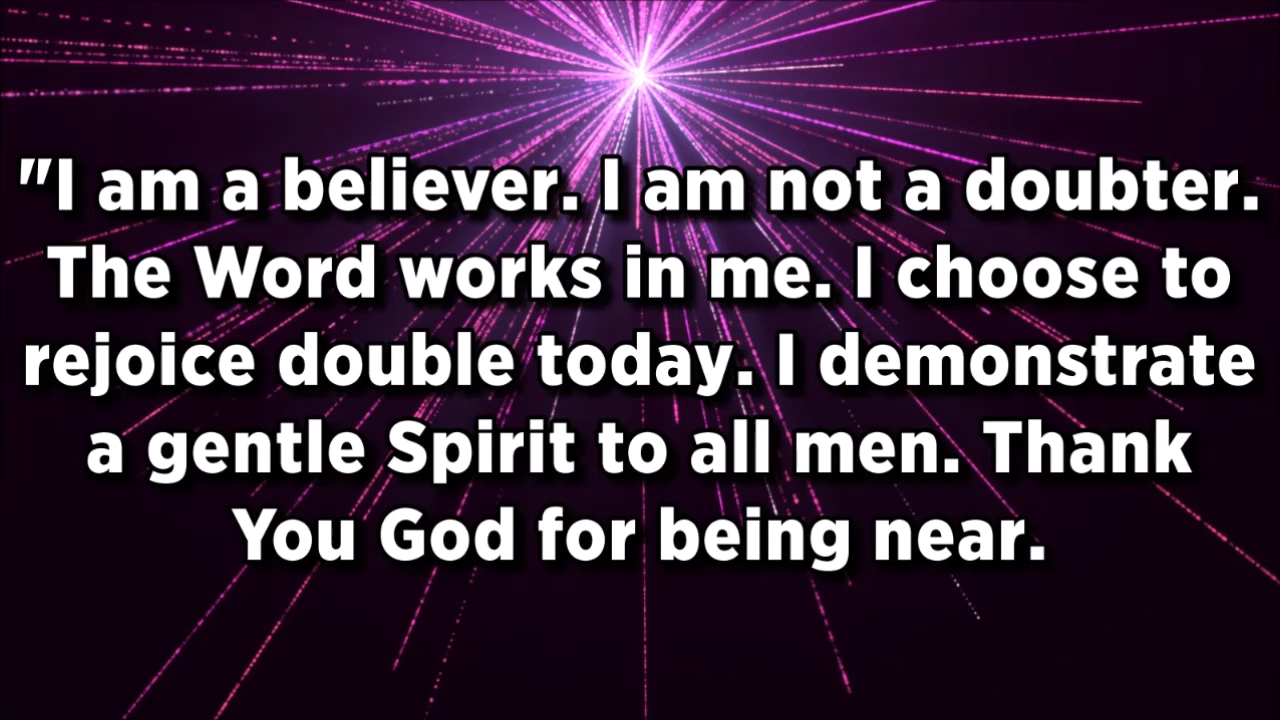 "I am a believer. I am not a doubter.
The Word works in me. I choose to
rejoice double today. I demonstrate
a gentle Spirit to all men. Thank
You God for being near.